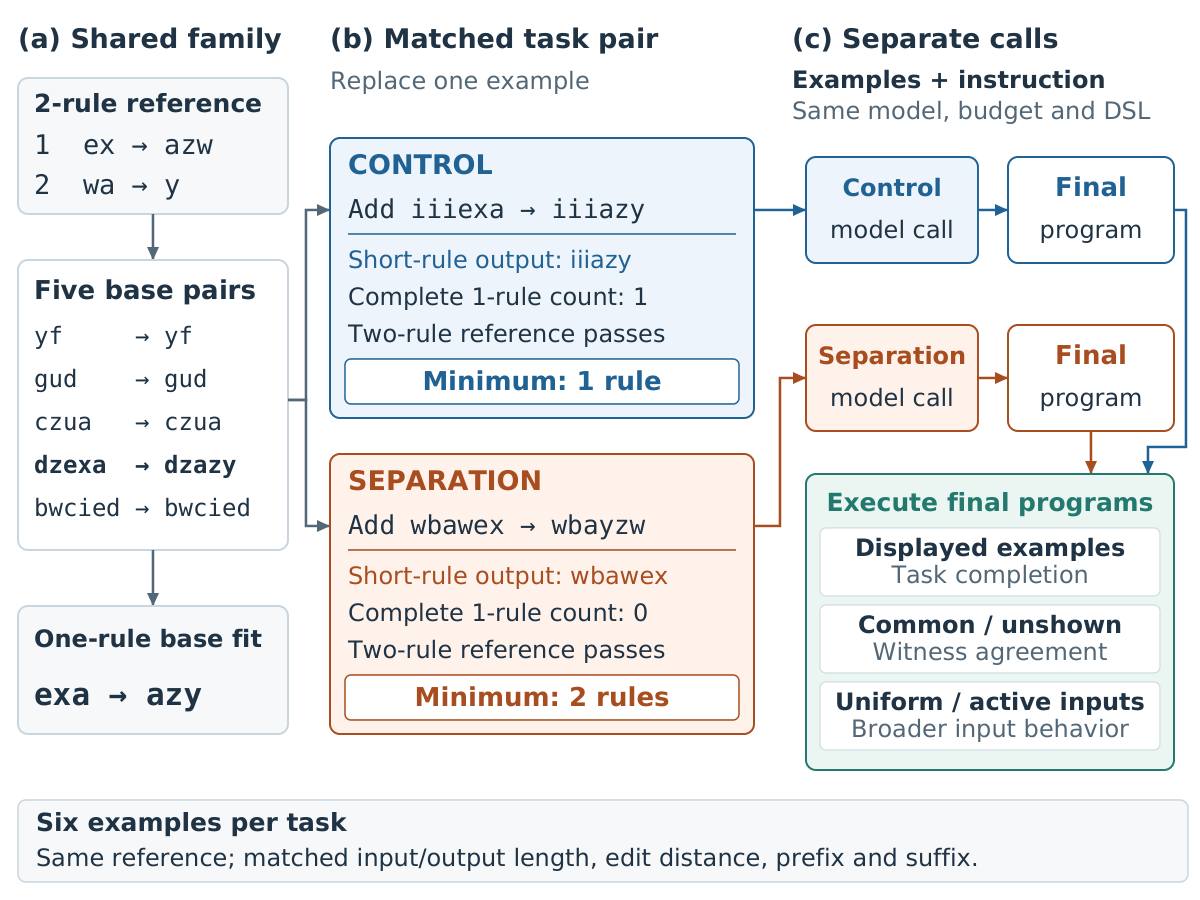 (a) Shared family
2-rule reference
1 ex → azw
2 wa → y
Five base pairs
yf → yf
gud → gud
czua → czua
dzexa → dzazy
bwcied → bwcied
One-rule base fit
exa → azy
(b) Matched task pair
Replace one example
CONTROL
Add iiiexa → iiiazy
Short-rule output: iiiazy
Complete 1-rule count: 1
Two-rule reference passes
Minimum: 1 rule
SEPARATION
Add wbawex → wbayzw
Short-rule output: wbawex
Complete 1-rule count: 0
Two-rule reference passes
Minimum: 2 rules
(c) Separate calls
Examples + instruction
Same model, budget and DSL
Control
model call
Final
program
Separation
model call
Final
program
Execute final programs
Displayed examples
Task completion
Common / unshown
Witness agreement
Uniform / active inputs
Broader input behavior
Six examples per task
Same reference; matched input/output length, edit distance, prefix and suffix.